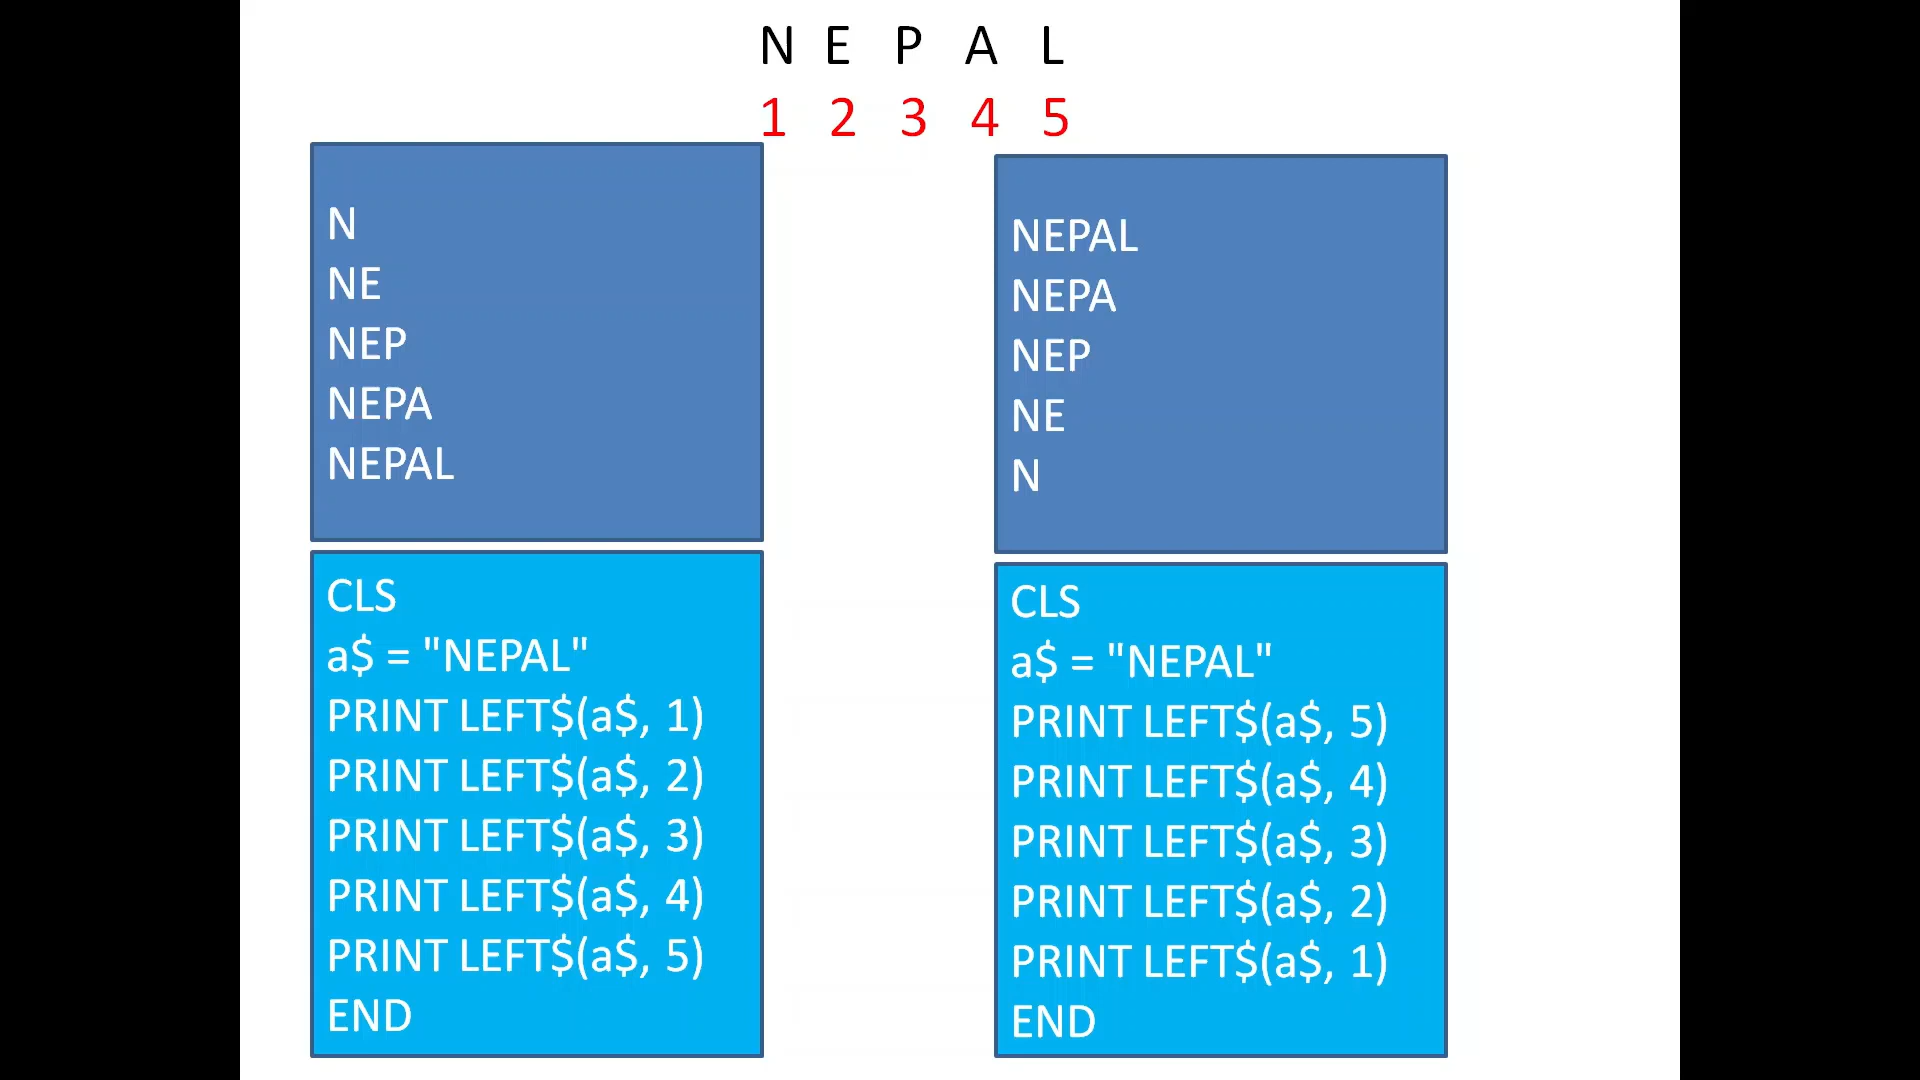 N E P A L
1 2 3 4 5
N
NE
NEP
NEPA
NEPAL
CLS
a$ = "NEPAL"
PRINT LEFT$(a$, 1)
PRINT LEFT$(a$, 2)
PRINT LEFT$(a$, 3)
PRINT LEFT$(a$, 4)
PRINT LEFT$(a$, 5)
END
NEPAL
NEPA
NEP
NE
N
CLS
a$ = "NEPAL"
PRINT LEFT$(a$, 5)
PRINT LEFT$(a$, 4)
PRINT LEFT$(a$, 3)
PRINT LEFT$(a$, 2)
PRINT LEFT$(a$, 1)
END